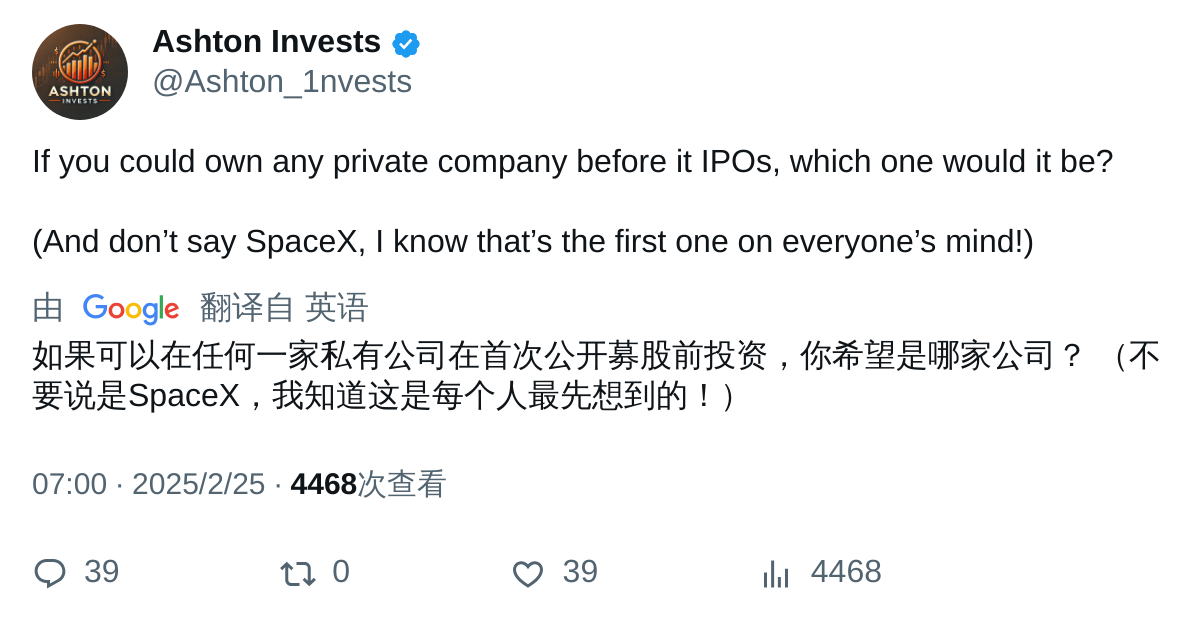 Ashton Invests
@Ashton_1nvests
ASHTON
INVESTS
If you could own any private company before it IPOs, which one would it be?
(And don’t say SpaceX, I know that’s the first one on everyone’s mind!)
由 Google 翻译自 英语
如果可以在任何一家私有公司在首次公开募股前投资，你希望是哪家公司？ （不
要说是SpaceX，我知道这是每个人最先想到的！）
07:00 · 2025/2/25 · 4468次查看
39 0 39 4468